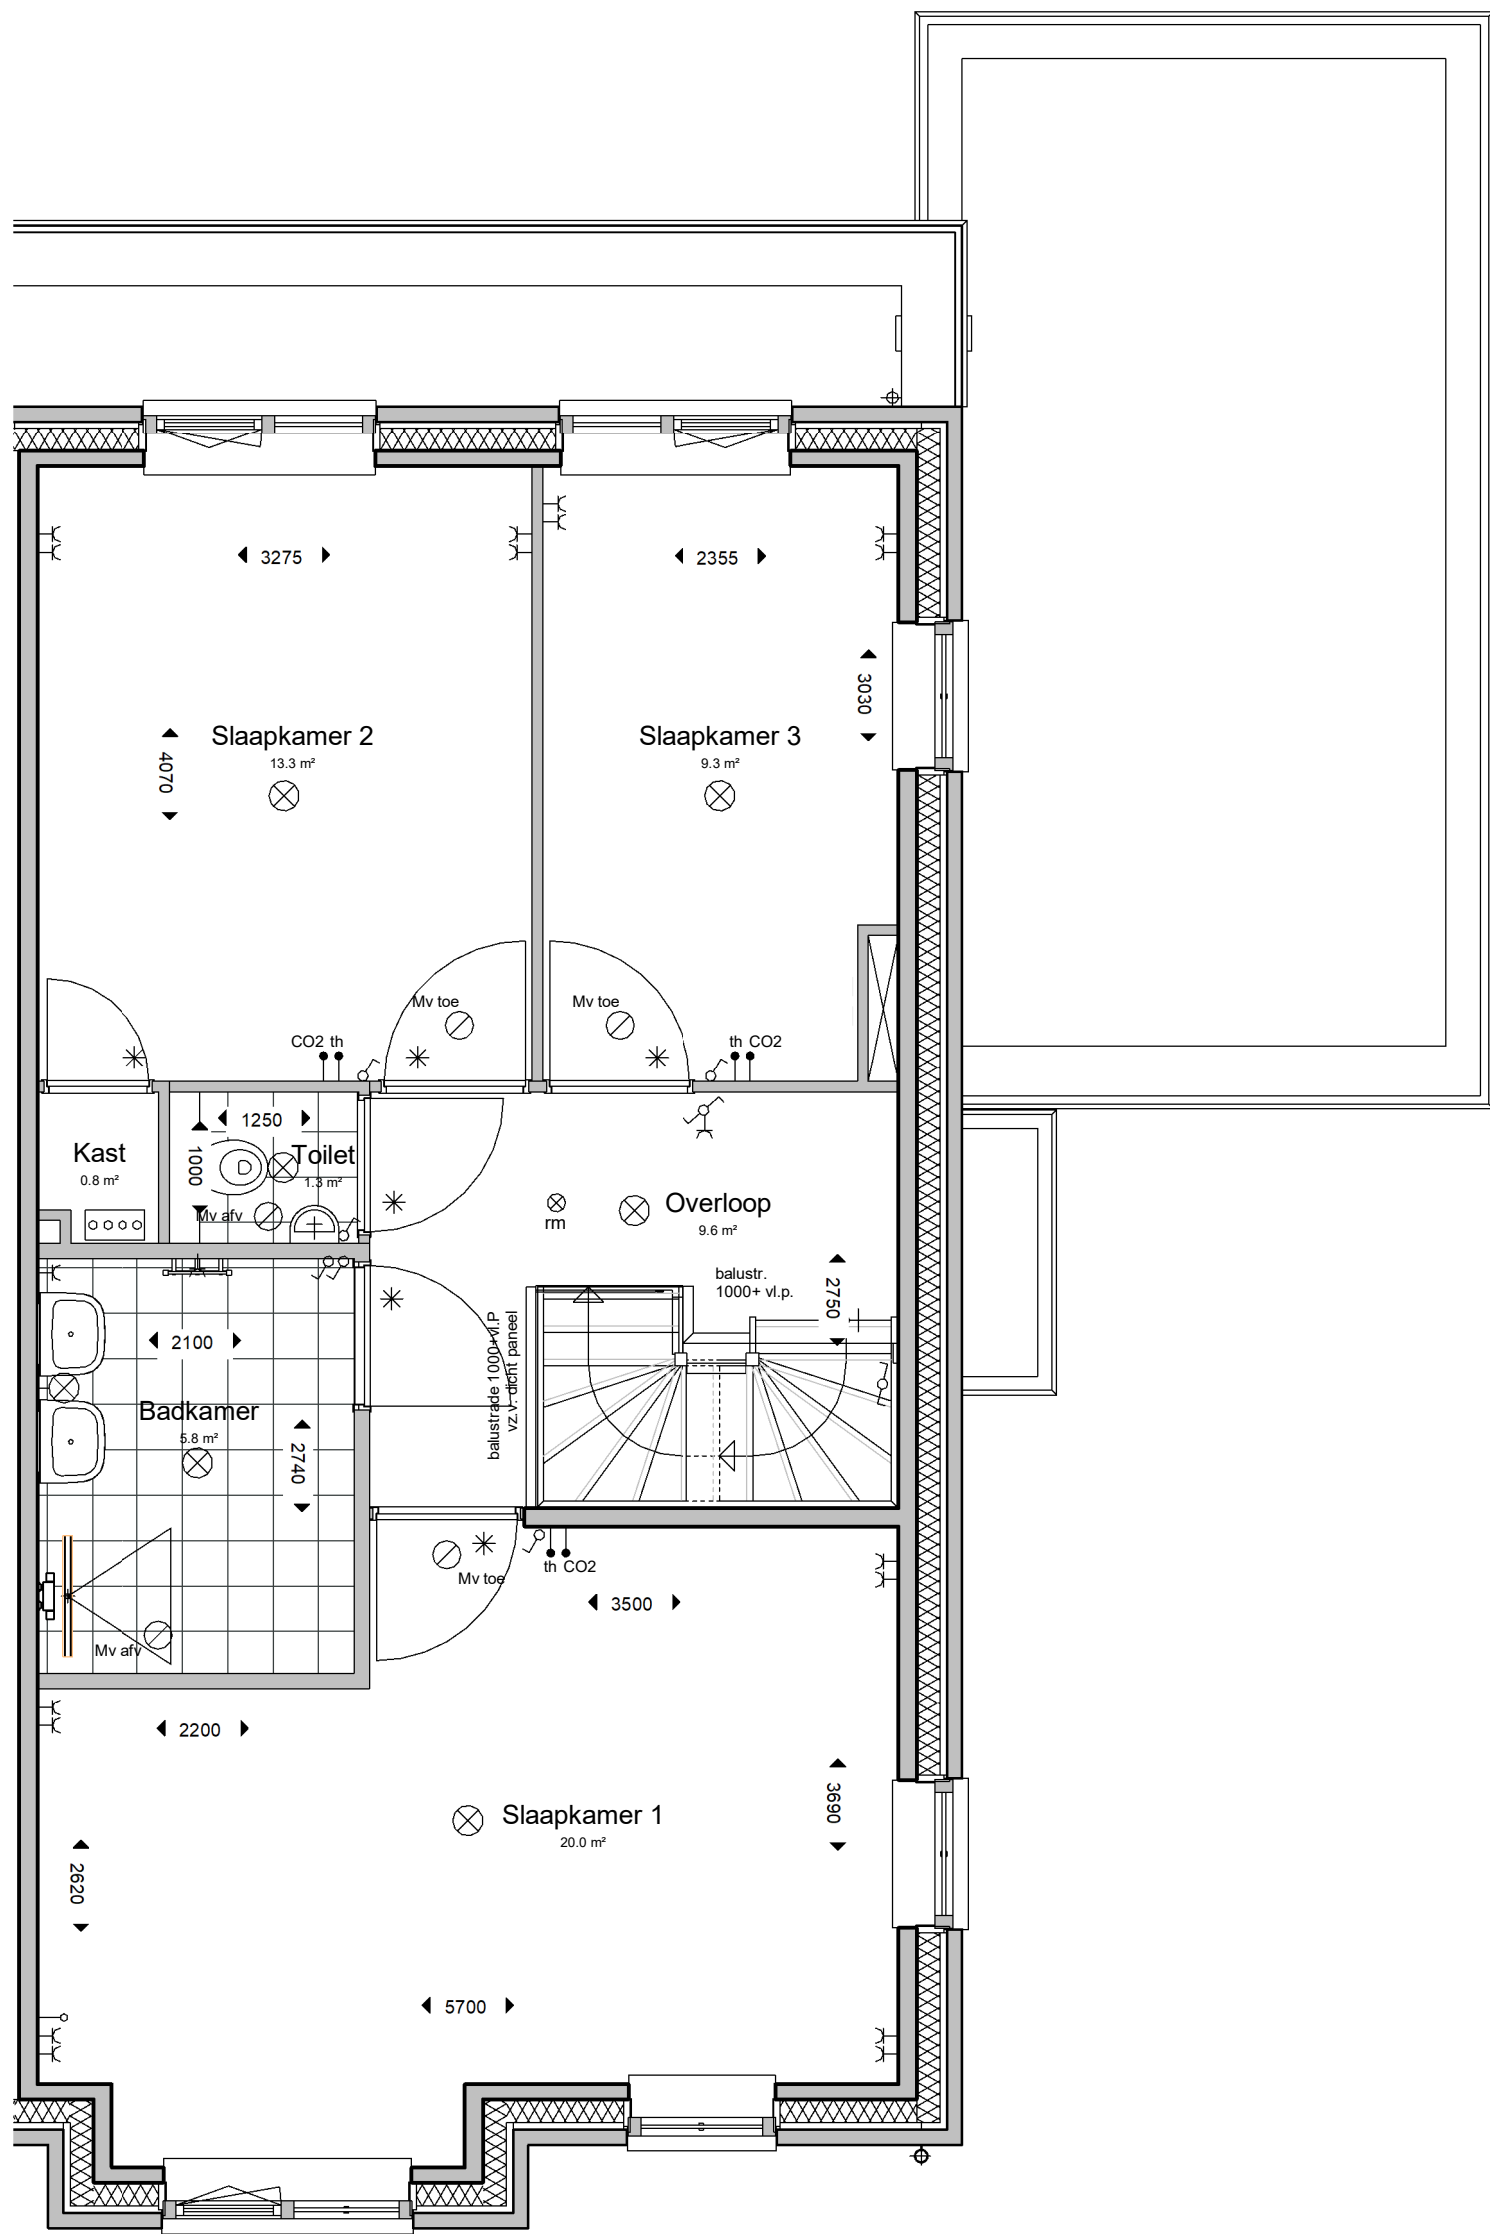 3275
2355
3030
Slaapkamer 2
13.3 m²
Slaapkamer 3
9.3 m²
4070
Mv toe
Mv toe
CO2 th
th CO2
1250
1000
Kast
0.8 m²
Toilet
1.3 m²
Mv afv
rm
Overloop
9.6 m²
balustr.
1000+ vl.p.
2750
balustrade 1000+vl.P
vz.v. dicht paneel
2100
Badkamer
5.8 m²
2740
Mv afv
Mv toe
th CO2
3500
2200
Slaapkamer 1
20.0 m²
3690
2620
5700